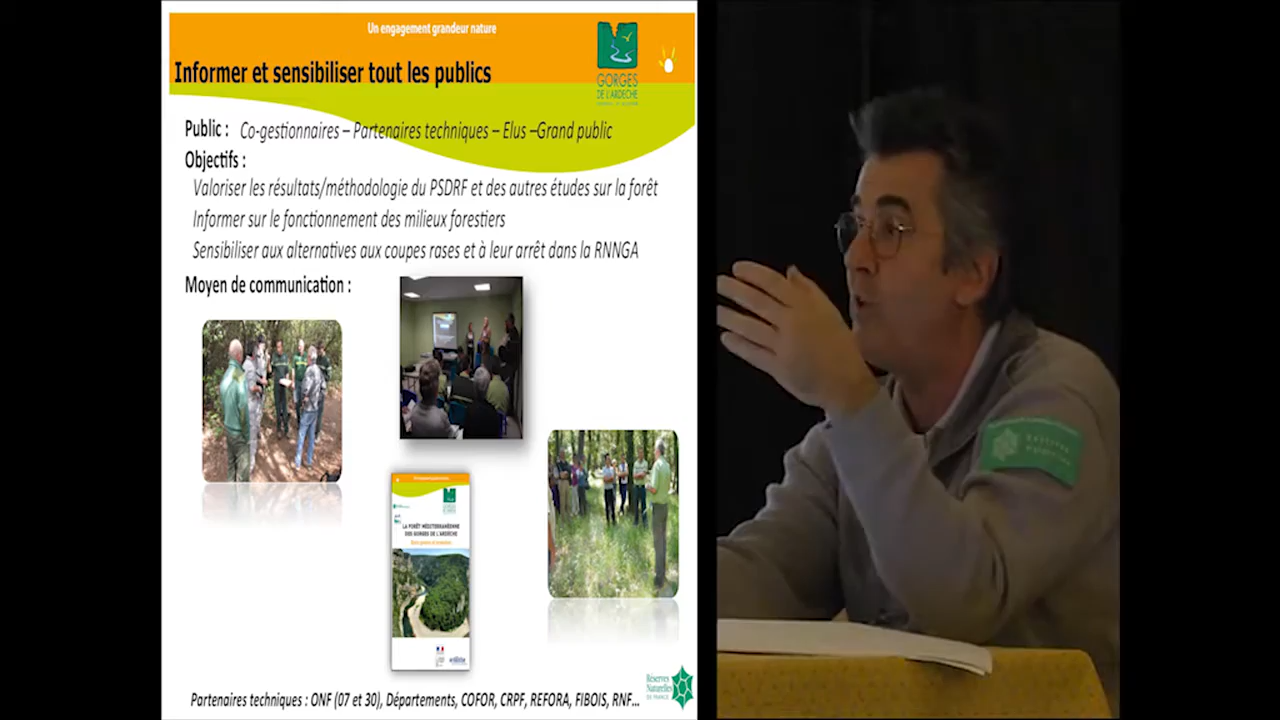 Un engagement grandeur nature
Informer et sensibiliser tout les publics
GORGES
DE L'ARDÈCHE
Public : Co-gestionnaires – Partenaires techniques – Elus –Grand public
Objectifs :
Valoriser les résultats/méthodologie du PSDRF et des autres études sur la forêt
Informer sur le fonctionnement des milieux forestiers
Sensibiliser aux alternatives aux coupes rases et à leur arrêt dans la RNNGA
Moyen de communication :
LA FORÊT MÉDITERRANÉENNE
DES GORGES DE L'ARDÈCHE
Réserves
Naturelles
DE FRANCE
Partenaires techniques : ONF (07 et 30), Départements, COFOR, CRPF, REFORA, FIBOIS, RNF...